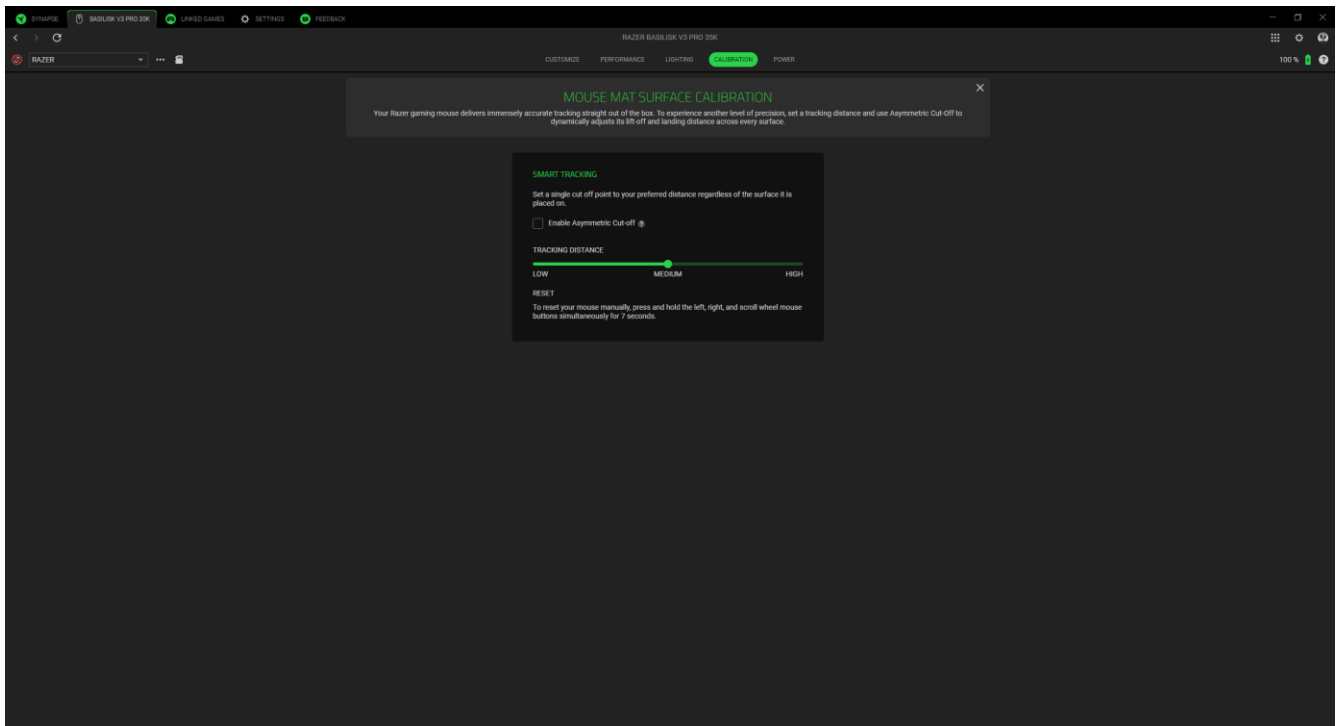 SYNAPSE BASILISK V3 PRO 35K LINKED GAMES SETTINGS FEEDBACK
RAZER BASILISK V3 PRO 35K
RAZER CUSTOMIZE PERFORMANCE LIGHTING CALIBRATION POWER 100 %
MOUSE MAT SURFACE CALIBRATION
Your Razer gaming mouse delivers immensely accurate tracking straight out of the box. To experience another level of precision, set a tracking distance and use Asymmetric Cut-Off to
dynamically adjusts its lift-off and landing distance across every surface.
SMART TRACKING
Set a single cut off point to your preferred distance regardless of the surface it is
placed on.
Enable Asymmetric Cut-off ?
TRACKING DISTANCE
LOW MEDIUM HIGH
RESET
To reset your mouse manually, press and hold the left, right, and scroll wheel mouse
buttons simultaneously for 7 seconds.